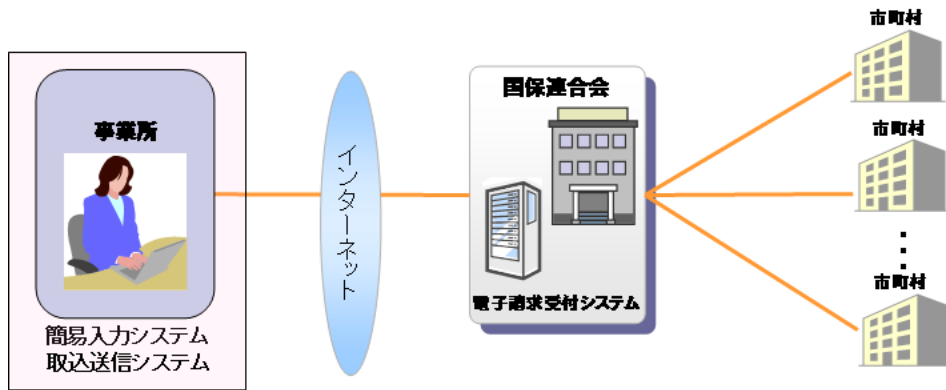 事業所
簡易入力システム
取込送信システム
インターネット
国保連合会
電子請求受付システム
市町村
市町村
市町村